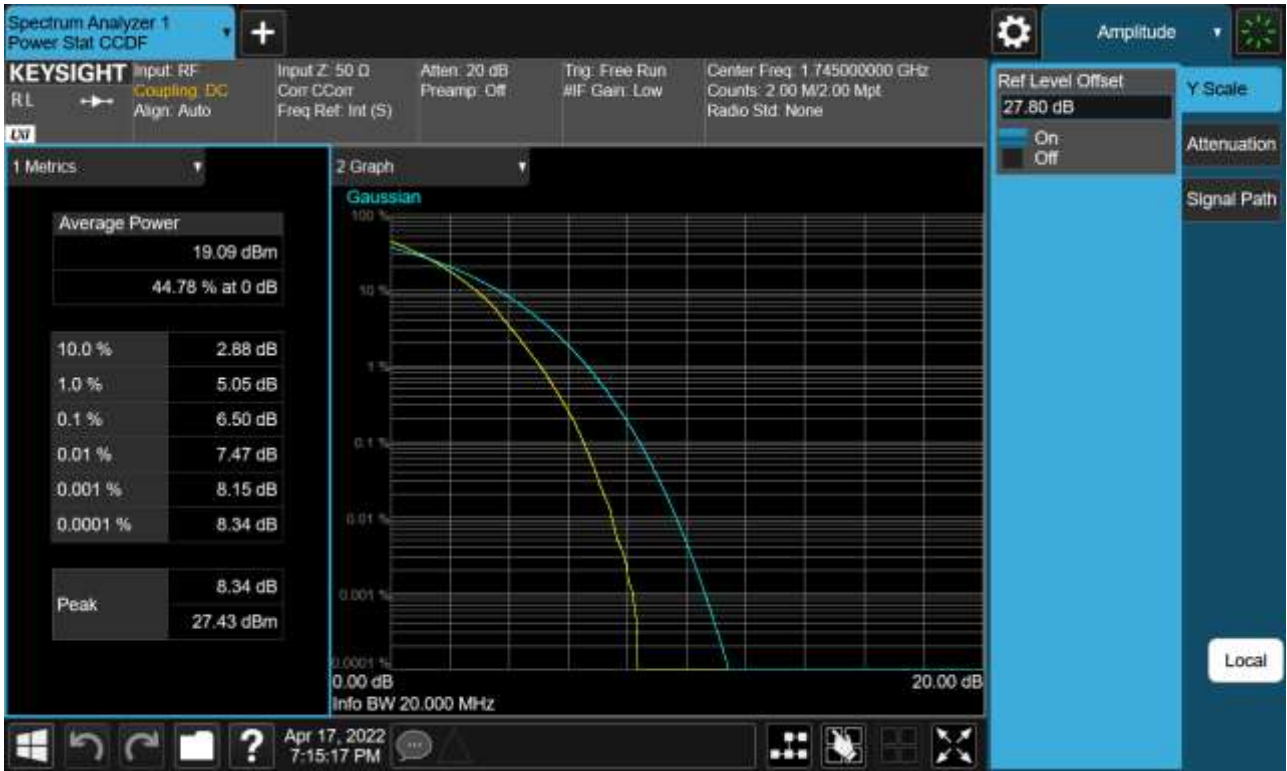 Spectrum Analyzer 1
Power Stat CCDF
+
Amplitude
KEYSIGHT
RL
LXI
Input: RF
Coupling: DC
Align: Auto
Input Z: 50 Ω
Corr CCorr
Freq Ref: Int (S)
Atten: 20 dB
Preamp: Off
Trig: Free Run
#IF Gain: Low
Center Freq: 1.745000000 GHz
Counts: 2.00 M/2.00 Mpt
Radio Std: None
Ref Level Offset
27.80 dB
On
Off
Y Scale
Attenuation
Signal Path
1 Metrics
Average Power
19.09 dBm
44.78 % at 0 dB
10.0 % 2.88 dB
1.0 % 5.05 dB
0.1 % 6.50 dB
0.01 % 7.47 dB
0.001 % 8.15 dB
0.0001 % 8.34 dB
Peak
8.34 dB
27.43 dBm
2 Graph
Gaussian
100 %
10 %
1 %
0.1 %
0.01 %
0.001 %
0.0001 %
0.00 dB 20.00 dB
Info BW 20.000 MHz
Local
?
Apr 17, 2022
7:15:17 PM